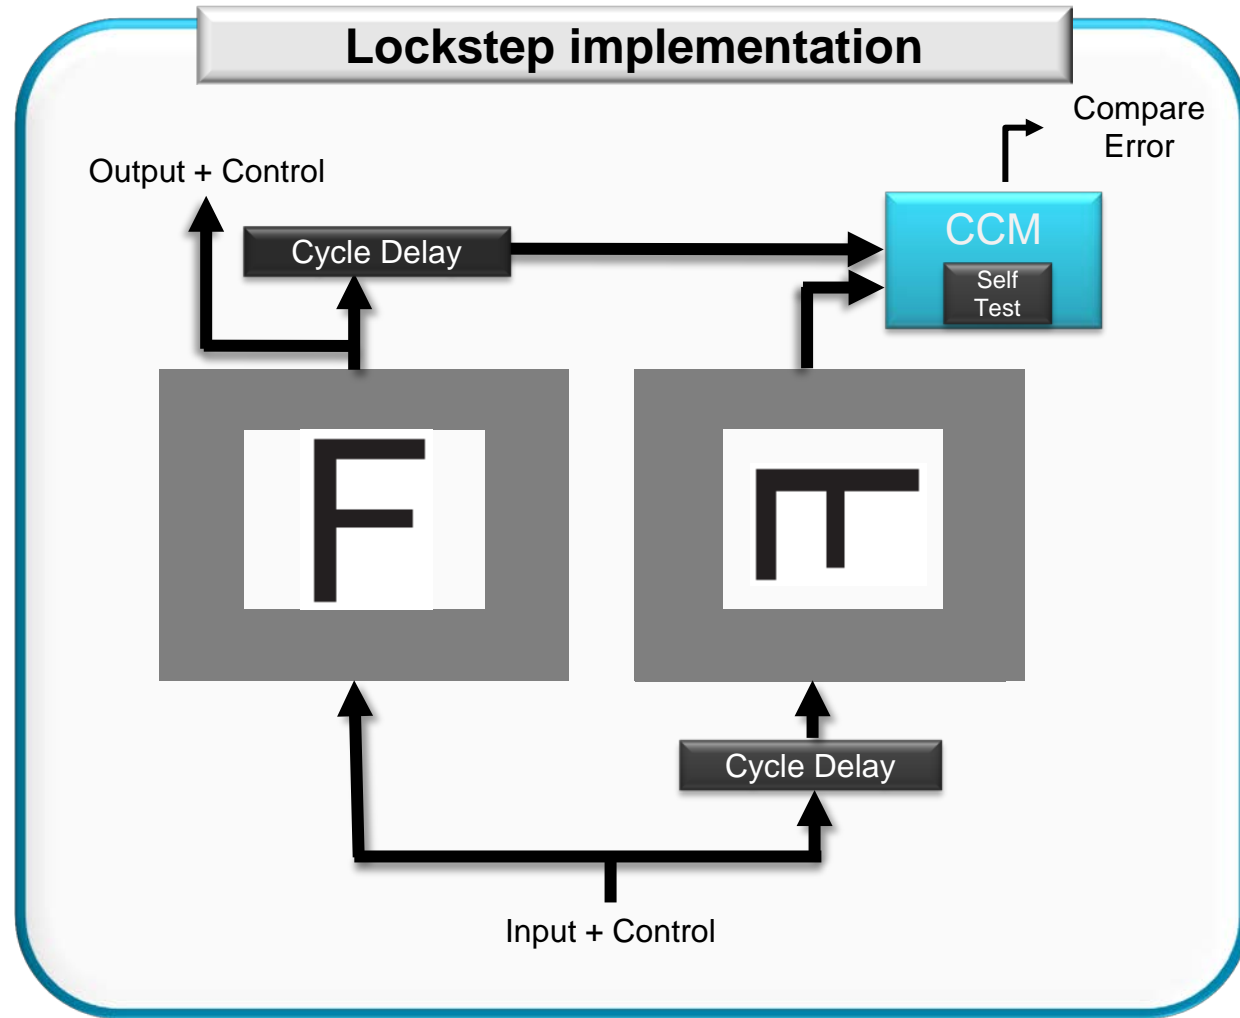 Lockstep implementation
Compare
Error
Output + Control
Cycle Delay
CCM
Self
Test
F
F
Cycle Delay
Input + Control